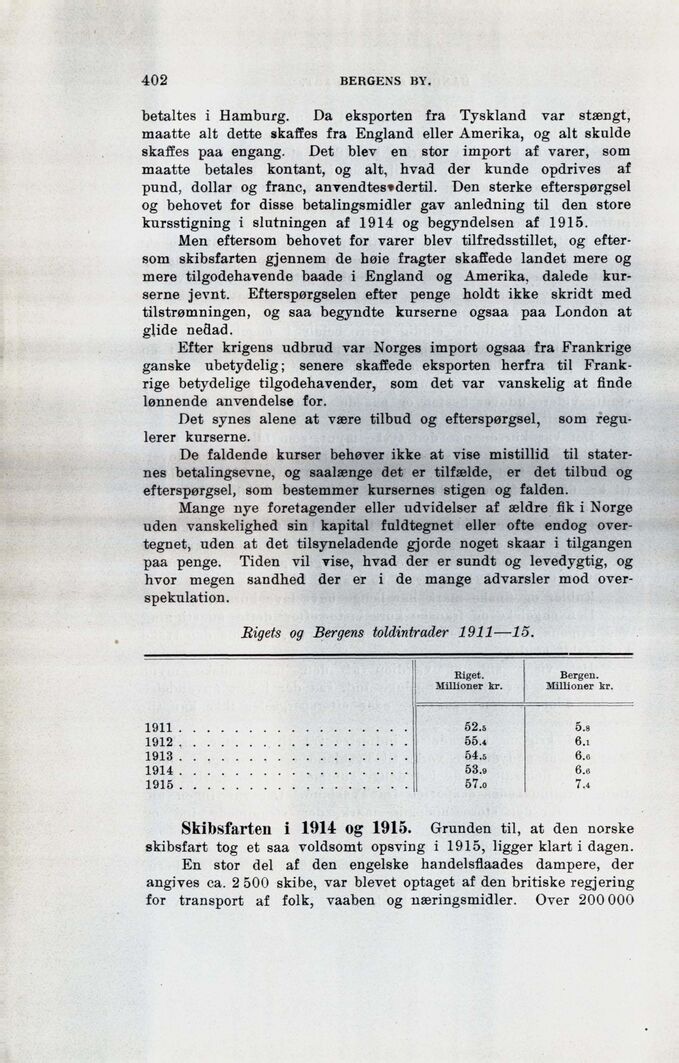 402 BERGENS BY.
betaltes i Hamburg. Da eksporten fra Tyskland var stængt,
maatte alt dette skaffes fra England eller Amerika, og alt skulde
skaffes paa engang. Det blev en stor import af varer, som
maatte betales kontant, og alt, hvad der kunde opdrives af
pund, dollar og franc, anvendtes dertil. Den sterke efterspørgsel
og behovet for disse betalingsmidler gav anledning til den store
kursstigning i slutningen af 1914 og begyndelsen af 1915.
Men eftersom behovet for varer blev tilfredsstillet, og efter-
som skibsfarten gjennem de høie fragter skaffede landet mere og
mere tilgodehavende baade i England og Amerika, dalede kur-
serne jevnt. Efterspørgselen efter penge holdt ikke skridt med
tilstrømningen, og saa begyndte kurserne ogsaa paa London at
glide nedad.
Efter krigens udbrud var Norges import ogsaa fra Frankrige
ganske ubetydelig; senere skaffede eksporten herfra til Frank-
rige betydelige tilgodehavender, som det var vanskelig at finde
lønnende anvendelse for.
Det synes alene at være tilbud og efterspørgsel, som regu-
lerer kurserne.
De faldende kurser behøver ikke at vise mistillid til stater-
nes betalingsevne, og saalænge det er tilfælde, er det tilbud og
efterspørgsel, som bestemmer kursernes stigen og falden.
Mange nye foretagender eller udvidelser af ældre fik i Norge
uden vanskelighed sin kapital fuldtegnet eller ofte endog over-
tegnet, uden at det tilsyneladende gjorde noget skaar i tilgangen
paa penge. Tiden vil vise, hvad der er sundt og levedygtig, og
hvor megen sandhed der er i de mange advarsler mod over-
spekulation.
Rigets og Bergens toldintrader 1911—15.
Riget. Bergen.
Millioner kr. Millioner kr.
1911 . . . . . . . . . . . . . . . . . 52.5 5.8
1912 . . . . . . . . . . . . . . . . . 55.4 6.1
1913 . . . . . . . . . . . . . . . . . 54.5 6.6
1914 . . . . . . . . . . . . . . . . . 53.9 6.6
1915 . . . . . . . . . . . . . . . . . 57.0 7.4
Skibsfarten i 1914 og 1915. Grunden til, at den norske
skibsfart tog et saa voldsomt opsving i 1915, ligger klart i dagen.
En stor del af den engelske handelsflaades dampere, der
angives ca. 2 500 skibe, var blevet optaget af den britiske regjering
for transport af folk, vaaben og næringsmidler. Over 200 000